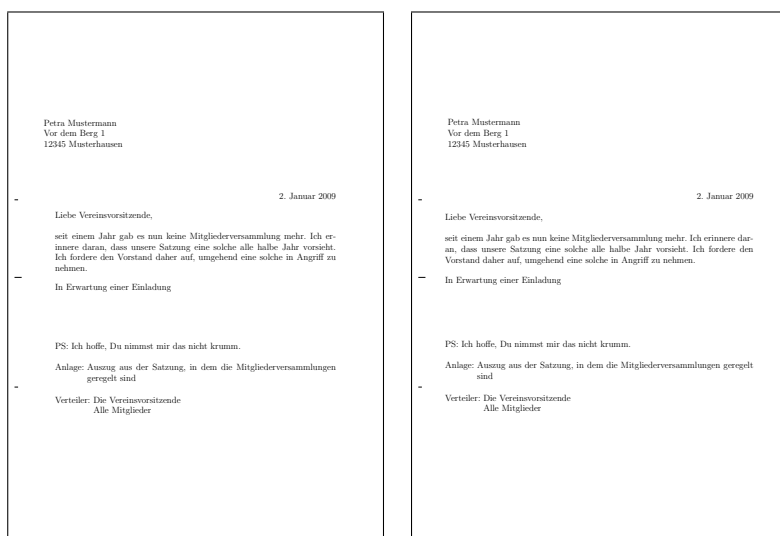 Petra Mustermann
Vor dem Berg 1
12345 Musterhausen
2. Januar 2009
Liebe Vereinsvorsitzende,
seit einem Jahr gab es nun keine Mitgliederversammlung mehr. Ich er-
innere daran, dass unsere Satzung eine solche alle halbe Jahr vorsieht.
Ich fordere den Vorstand daher auf, umgehend eine solche in Angriff zu
nehmen.
In Erwartung einer Einladung
PS: Ich hoffe, Du nimmst mir das nicht krumm.
Anlage: Auszug aus der Satzung, in dem die Mitgliederversammlungen
geregelt sind
Verteiler: Die Vereinsvorsitzende
Alle Mitglieder
Petra Mustermann
Vor dem Berg 1
12345 Musterhausen
2. Januar 2009
Liebe Vereinsvorsitzende,
seit einem Jahr gab es nun keine Mitgliederversammlung mehr. Ich erinnere dar-
an, dass unsere Satzung eine solche alle halbe Jahr vorsieht. Ich fordere den
Vorstand daher auf, umgehend eine solche in Angriff zu nehmen.
In Erwartung einer Einladung
PS: Ich hoffe, Du nimmst mir das nicht krumm.
Anlage: Auszug aus der Satzung, in dem die Mitgliederversammlungen geregelt
sind
Verteiler: Die Vereinsvorsitzende
Alle Mitglieder